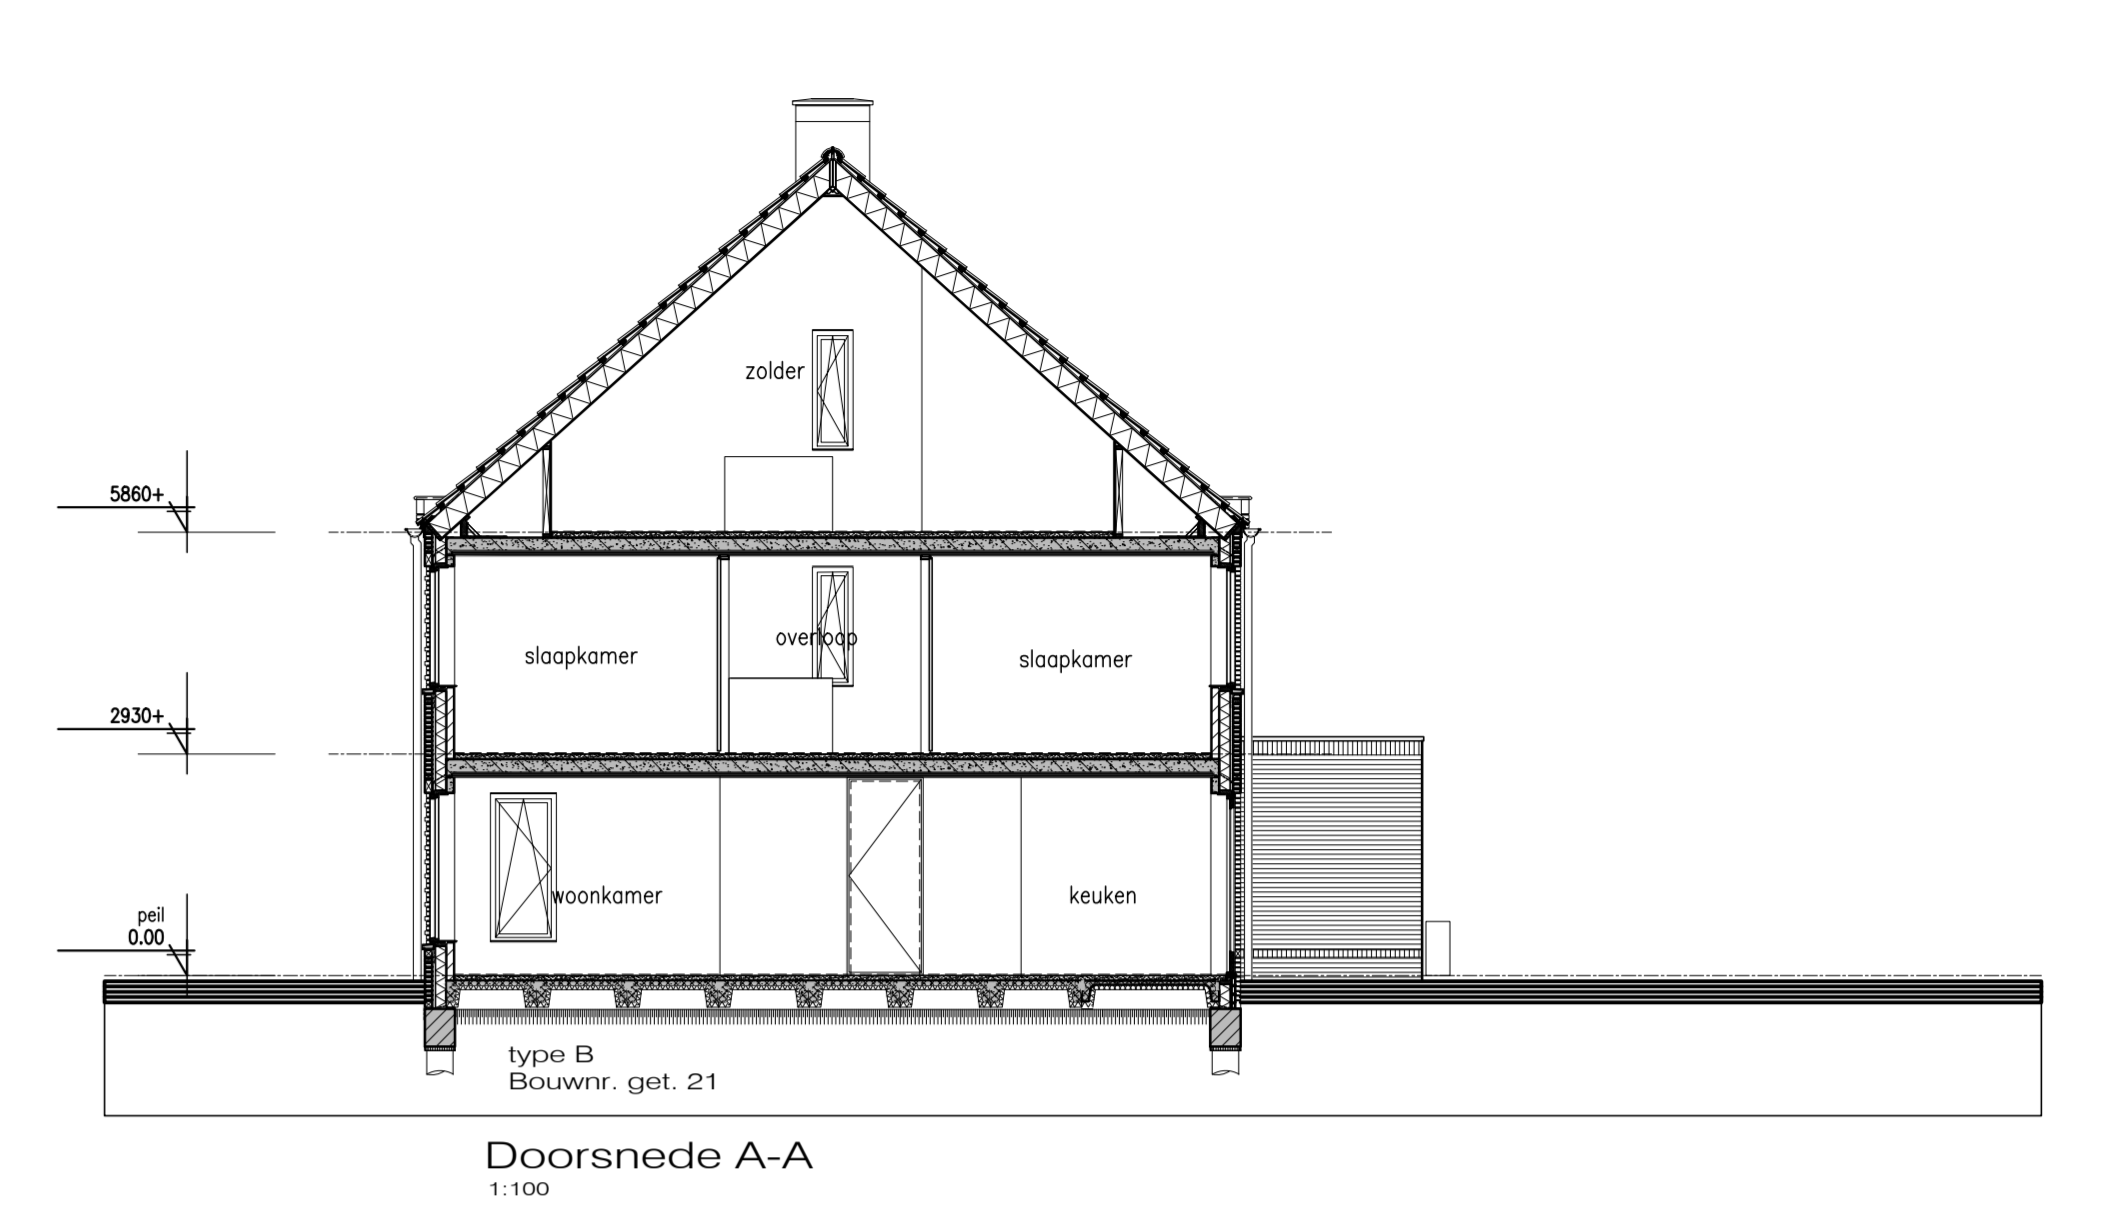 zolder
5860+
slaapkamer
overloop
slaapkamer
2930+
woonkamer
keuken
peil
0.00
type B
Bouwnr. get. 21
Doorsnede A-A
1:100